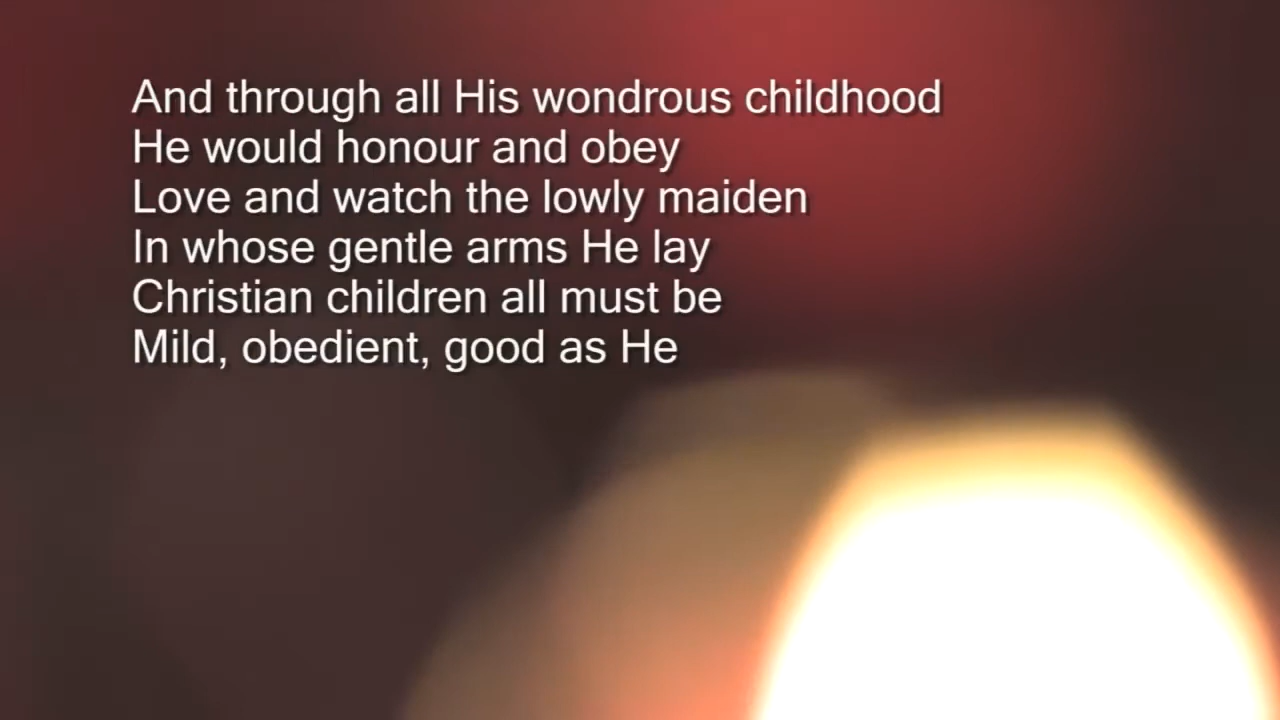 And through all His wondrous childhood
He would honour and obey
Love and watch the lowly maiden
In whose gentle arms He lay
Christian children all must be
Mild, obedient, good as He